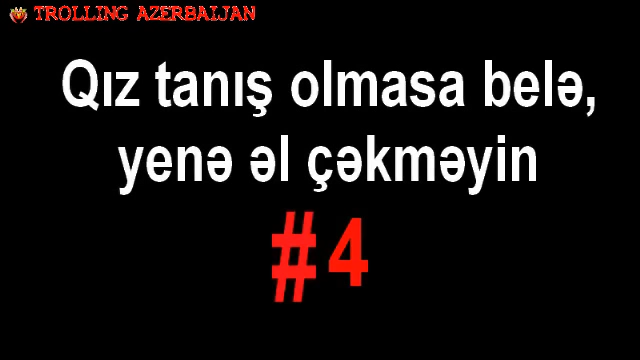 TROLLING AZERBAIJAN
Qız tanış olmasa belə,
yenə əl çəkməyin
#4